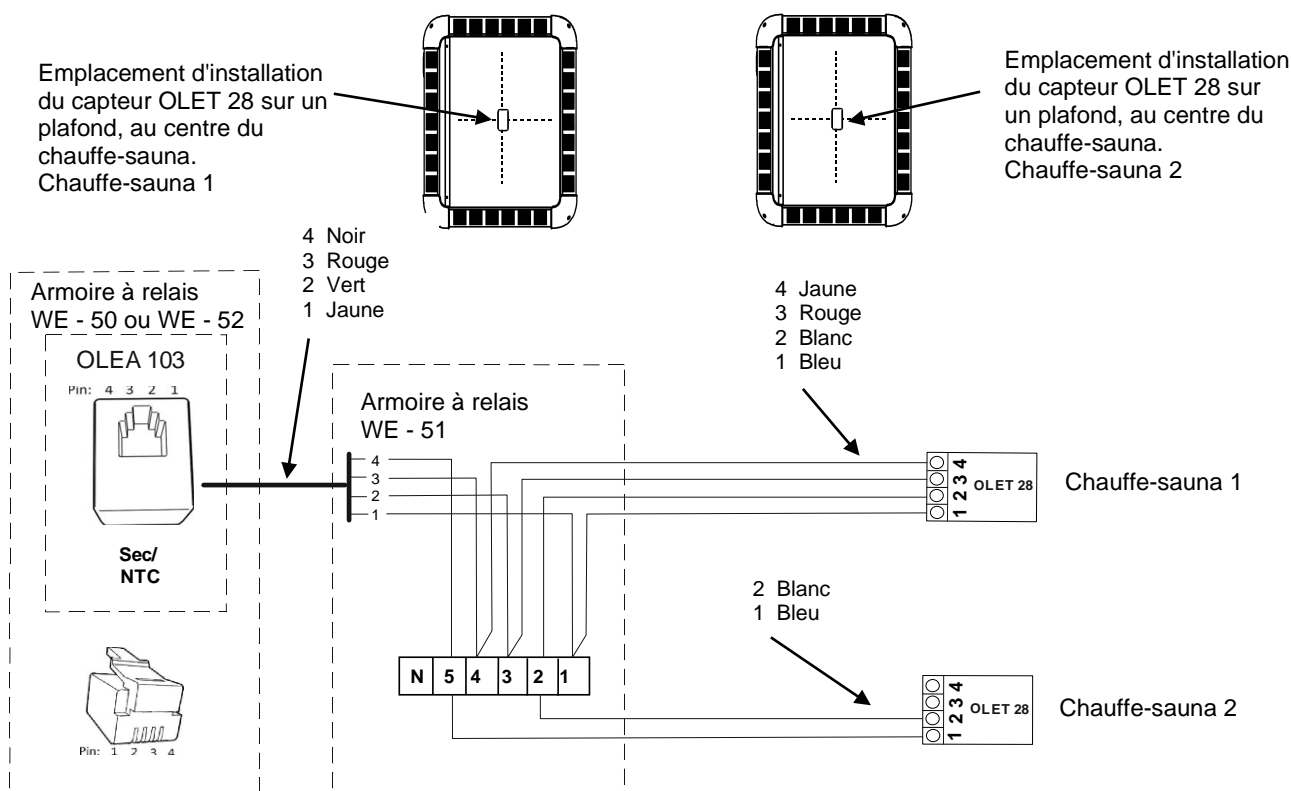 Emplacement d'installation
du capteur OLET 28 sur un
plafond, au centre du
chauffe-sauna.
Chauffe-sauna 1
Emplacement d'installation
du capteur OLET 28 sur
un plafond, au centre du
chauffe-sauna.
Chauffe-sauna 2
4 Noir
3 Rouge
2 Vert
1 Jaune
4 Jaune
3 Rouge
2 Blanc
1 Bleu
Armoire à relais
WE - 50 ou WE - 52
OLEA 103
Pin: 4 3 2 1
Sec/
NTC
Pin: 1 2 3 4
Armoire à relais
WE - 51
4
3
2
1
N 5 4 3 2 1
1 2 3 4
OLET 28
Chauffe-sauna 1
2 Blanc
1 Bleu
1 2 3 4
OLET 28
Chauffe-sauna 2